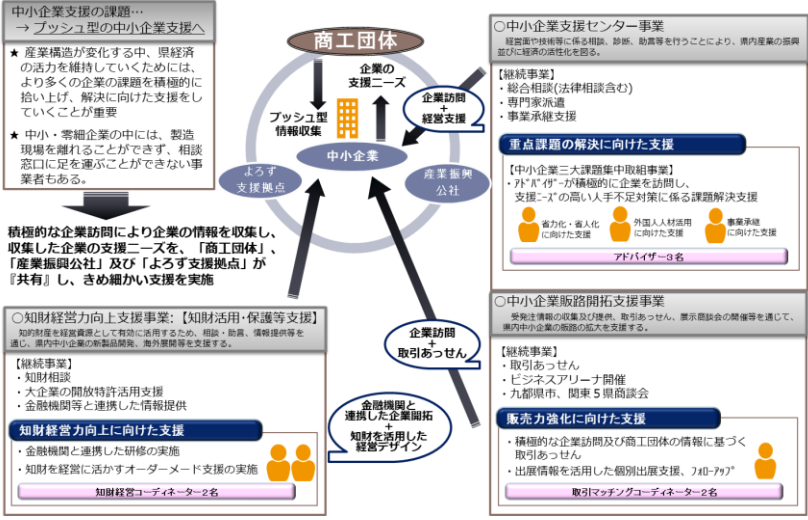 中小企業支援の課題…
→ プッシュ型の中小企業支援へ
★ 産業構造が変化する中、県経済
の活力を維持していくためには、
より多くの企業の課題を積極的に
拾い上げ、解決に向けた支援をし
ていくことが重要
★ 中小・零細企業の中には、製造
現場を離れることができず、相談
窓口に足を運ぶことができない事
業者もある。
積極的な企業訪問により企業の情報を収集し、
収集した企業の支援ニーズを、「商工団体」、
「産業振興公社」及び「よろず支援拠点」が
『共有』し、きめ細かい支援を実施
商工団体
企業の
支援ニーズ
プッシュ型
情報収集
中小企業
よろず
支援拠点
産業振興
公社
企業訪問
+
経営支援
企業訪問
+
取引あっせん
金融機関と
連携した企業開拓
+
知財を活用した
経営デザイン
○中小企業支援センター事業
経営面や技術等に係る相談、診断、助言等を行うことにより、県内産業の振興
並びに経済の活性化を図る。
【継続事業】
・総合相談(法律相談含む)
・専門家派遣
・事業承継支援
重点課題の解決に向けた支援
【中小企業三大課題集中取組事業】
・ｱﾄﾞﾊﾞｲｻﾞｰが積極的に企業を訪問し、
支援ﾆｰｽﾞの高い人手不足対策に係る課題解決支援
省力化・省人化
に向けた支援
外国人人材活用
に向けた支援
事業承継
に向けた支援
アドバイザー３名
○知財経営力向上支援事業:【知財活用・保護等支援】
知的財産を経営資源として有効に活用するため、相談・助言、情報提供等を
通じ、県内中小企業の新製品開発、海外展開等を支援する。
【継続事業】
・知財相談
・大企業の開放特許活用支援
・金融機関等と連携した情報提供
知財経営力向上に向けた支援
・金融機関と連携した研修の実施
・知財を経営に活かすオーダーメード支援の実施
知財経営コーディネーター２名
○中小企業販路開拓支援事業
受発注情報の収集及び提供、取引あっせん、展示商談会の開催等を通じて、
県内中小企業の販路の拡大を支援する。
【継続事業】
・取引あっせん
・ビジネスアリーナ開催
・九都県市、関東５県商談会
販売力強化に向けた支援
・積極的な企業訪問及び商工団体の情報に基づく
取引あっせん
・出展情報を活用した個別出展支援、ﾌｫﾛｰｱｯﾌﾟ
取引マッチングコーディネーター２名